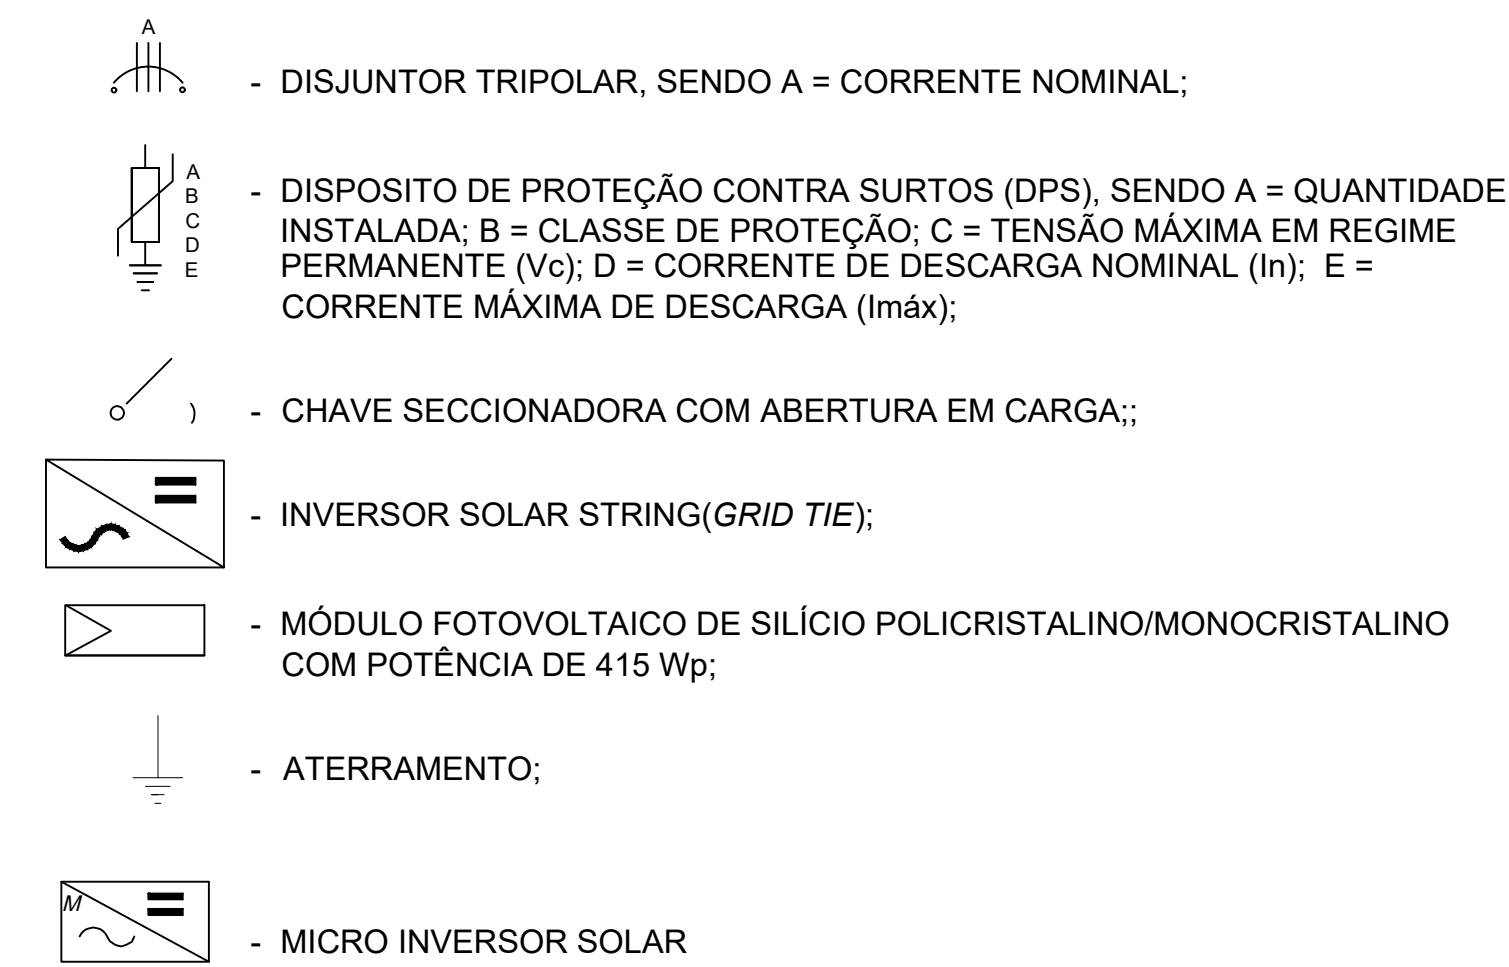 A
- DISJUNTOR TRIPOLAR, SENDO A = CORRENTE NOMINAL;
A
B
C
D
E
- DISPOSITO DE PROTEÇÃO CONTRA SURTOS (DPS), SENDO A = QUANTIDADE
INSTALADA; B = CLASSE DE PROTEÇÃO; C = TENSÃO MÁXIMA EM REGIME
PERMANENTE (Vc); D = CORRENTE DE DESCARGA NOMINAL (In); E =
CORRENTE MÁXIMA DE DESCARGA (Imáx);
- CHAVE SECCIONADORA COM ABERTURA EM CARGA;;
- INVERSOR SOLAR STRING(GRID TIE);
- MÓDULO FOTOVOLTAICO DE SILÍCIO POLICRISTALINO/MONOCRISTALINO
COM POTÊNCIA DE 415 Wp;
- ATERRAMENTO;
M
- MICRO INVERSOR SOLAR